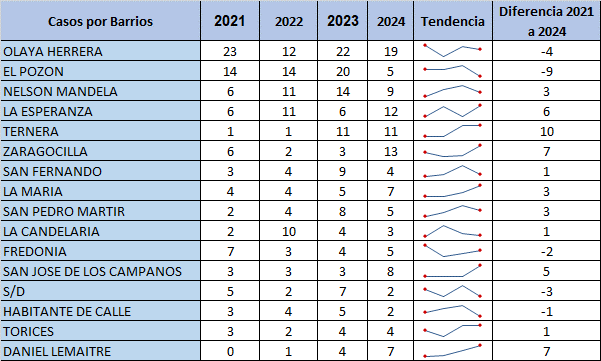 Casos por Barrios 2021 2022 2023 2024 Tendencia Diferencia 2021 a 2024
OLAYA HERRERA 23 12 22 19 -4
EL POZON 14 14 20 5 -9
NELSON MANDELA 6 11 14 9 3
LA ESPERANZA 6 11 6 12 6
TERNERA 1 1 11 11 10
ZARAGOCILLA 6 2 3 13 7
SAN FERNANDO 3 4 9 4 1
LA MARIA 4 4 5 7 3
SAN PEDRO MARTIR 2 4 8 5 3
LA CANDELARIA 2 10 4 3 1
FREDONIA 7 3 4 5 -2
SAN JOSE DE LOS CAMPANOS 3 3 3 8 5
S/D 5 2 7 2 -3
HABITANTE DE CALLE 3 4 5 2 -1
TORICES 3 2 4 4 1
DANIEL LEMAITRE 0 1 4 7 7